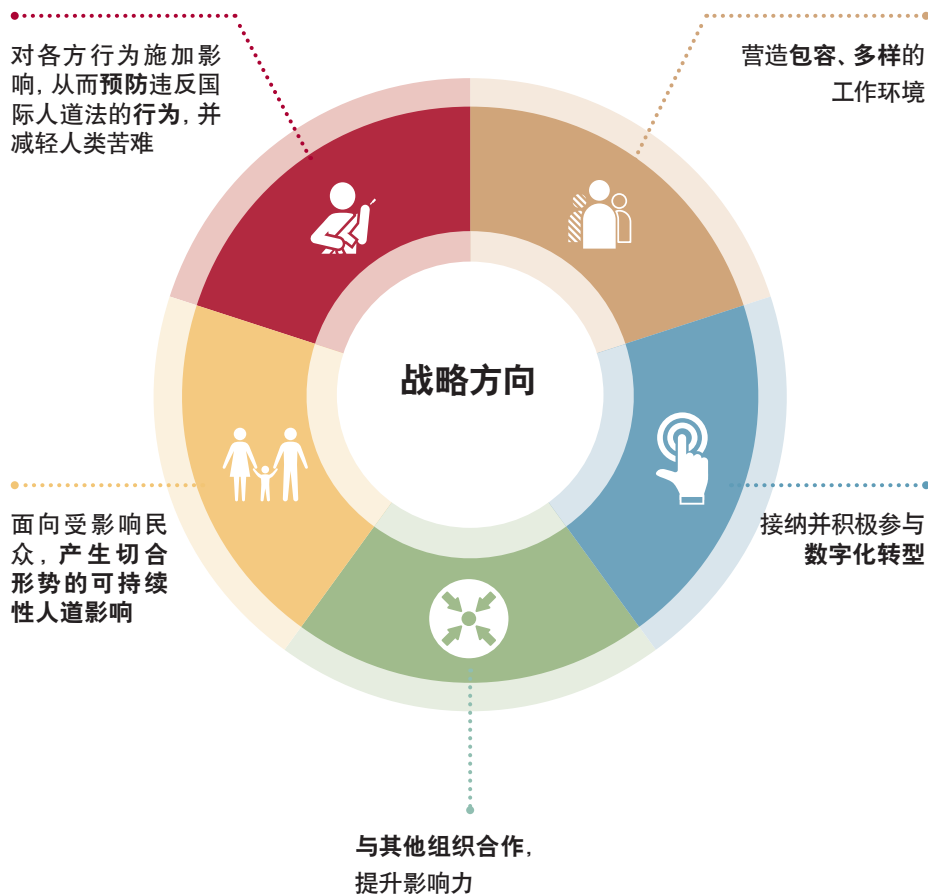 对各方行为施加影
响，从而预防违反国
际人道法的行为，并
减轻人类苦难
营造包容、多样的
工作环境
战略方向
面向受影响民
众，产生切合
形势的可持续
性人道影响
接纳并积极参与
数字化转型
与其他组织合作，
提升影响力